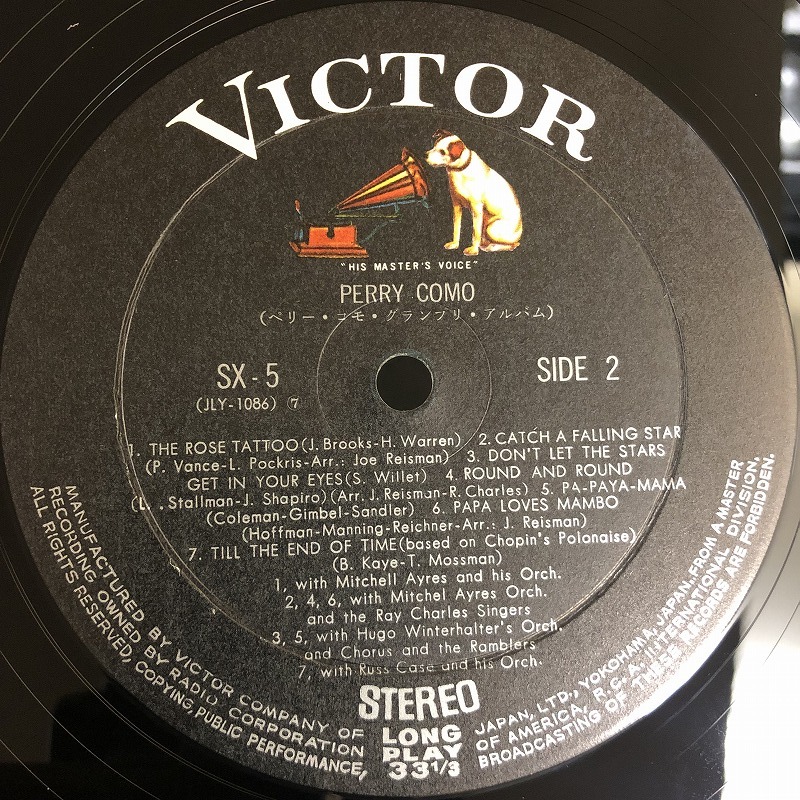 VICTOR
"HIS MASTER'S VOICE"
PERRY COMO
(ペリー・コモ・グランプリ・アルバム)
SX-5
SIDE 2
(JLY-1086) ⑦
1. THE ROSE TATTOO(J. Brooks-H. Warren) 2. CATCH A FALLING STAR
(P. Vance-L. Pockris-Arr.: Joe Reisman) 3. DON'T LET THE STARS
GET IN YOUR EYES(S. Willet) 4. ROUND AND ROUND
(L. .Stallman-J. Shapiro)(Arr. J. Reisman-R. Charles) 5. PA-PAYA-MAMA
(Coleman-Gimbel-Sandler) 6. PAPA LOVES MAMBO
(Hoffman-Manning-Reichner-Arr.: J. Reisman)
7. TILL THE END OF TIME(based on Chopin's Polonaise)
(B. Kaye-T. Mossman)
1, with Mitchell Ayres and his Orch.
2, 4, 6, with Mitchel Ayres Orch.
and the Ray Charles Singers
3, 5, with Hugo Winterhalter's Orch.
and Chorus and the Ramblers
7, with Russ Case and his Orch.
STEREO
LONG
PLAY
33 1/3
MANUFACTURED BY VICTOR COMPANY OF JAPAN, LTD., YOKOHAMA, JAPAN, FROM A MASTER
RECORDING OWNED BY RADIO CORPORATION OF AMERICA, R.C.A. INTERNATIONAL DIVISION.
ALL RIGHTS RESERVED, COPYING, PUBLIC PERFORMANCE, BROADCASTING OF THESE RECORDS ARE FORBIDDEN.